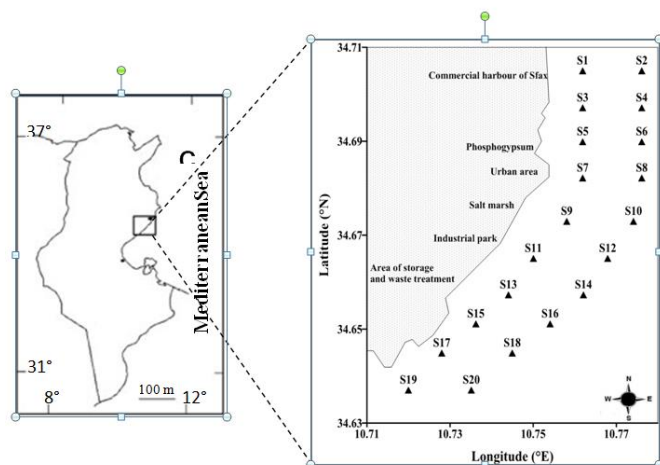 37°
C
MediterraneanSea
31°
8°
100 m
12°
34.71
34.69
34.67
34.65
34.63
Latitude (°N)
Commercial harbour of Sfax
Phosphogypsum
Urban area
Salt marsh
Industrial park
Area of storage
and waste treatment
S1 S2
S3 S4
S5 S6
S7 S8
S9 S10
S11 S12
S13 S14
S15 S16
S17 S18
S19 S20
N
W E
S
10.71 10.73 10.75 10.77
Longitude (°E)